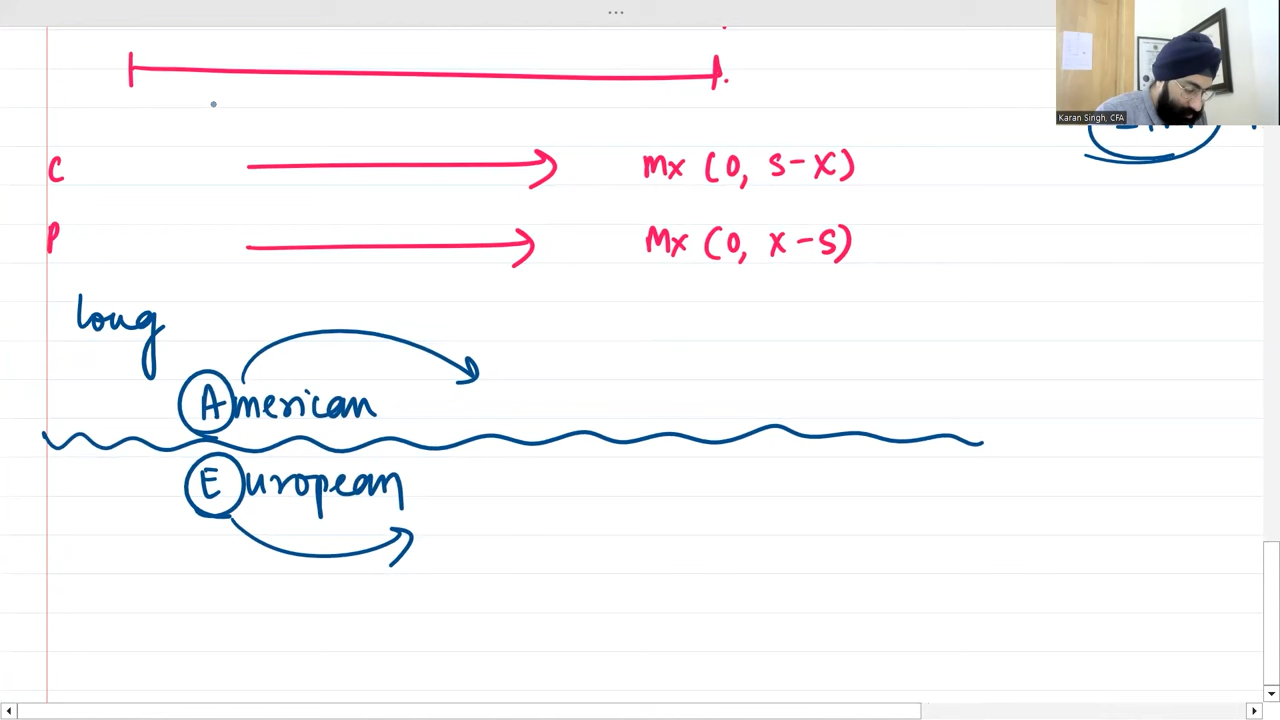 Karan Singh, CFA
C Mx (0, S-X)
P Mx (0, X-S)
long
American
European